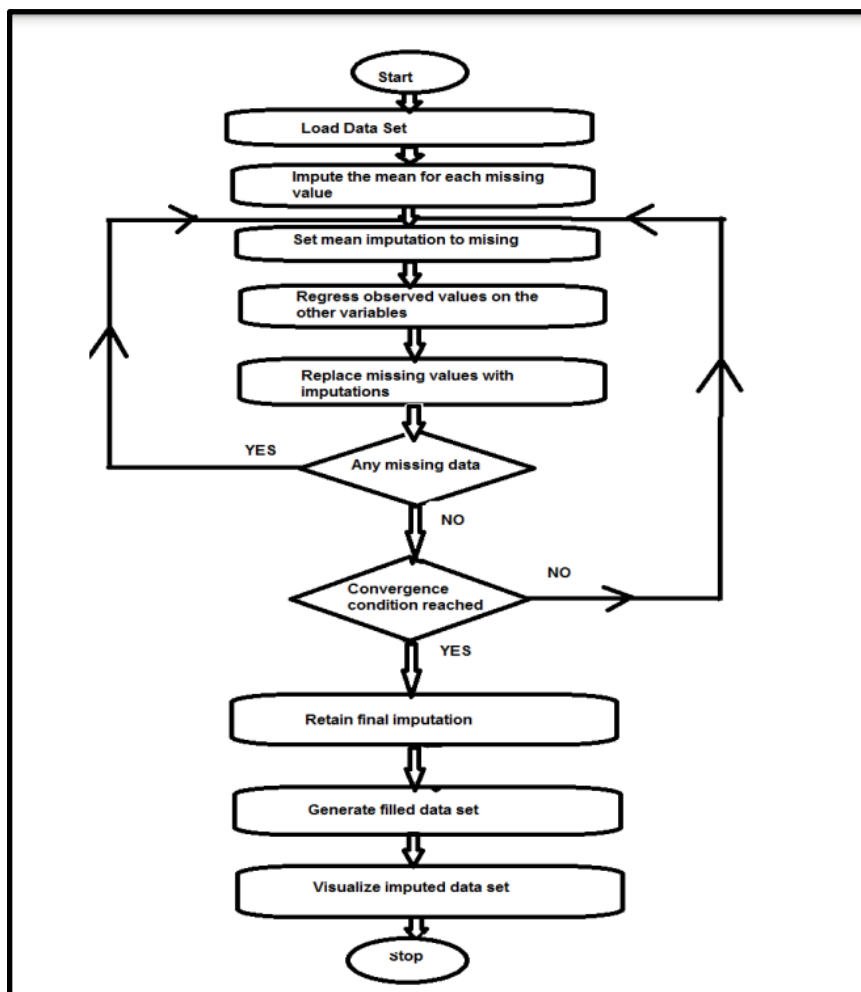 Start
Load Data Set
Impute the mean for each missing
value
Set mean imputation to mising
Regress observed values on the
other variables
Replace missing values with
imputations
YES
Any missing data
NO
Convergence
condition reached
NO
YES
Retain final imputation
Generate filled data set
Visualize imputed data set
Stop